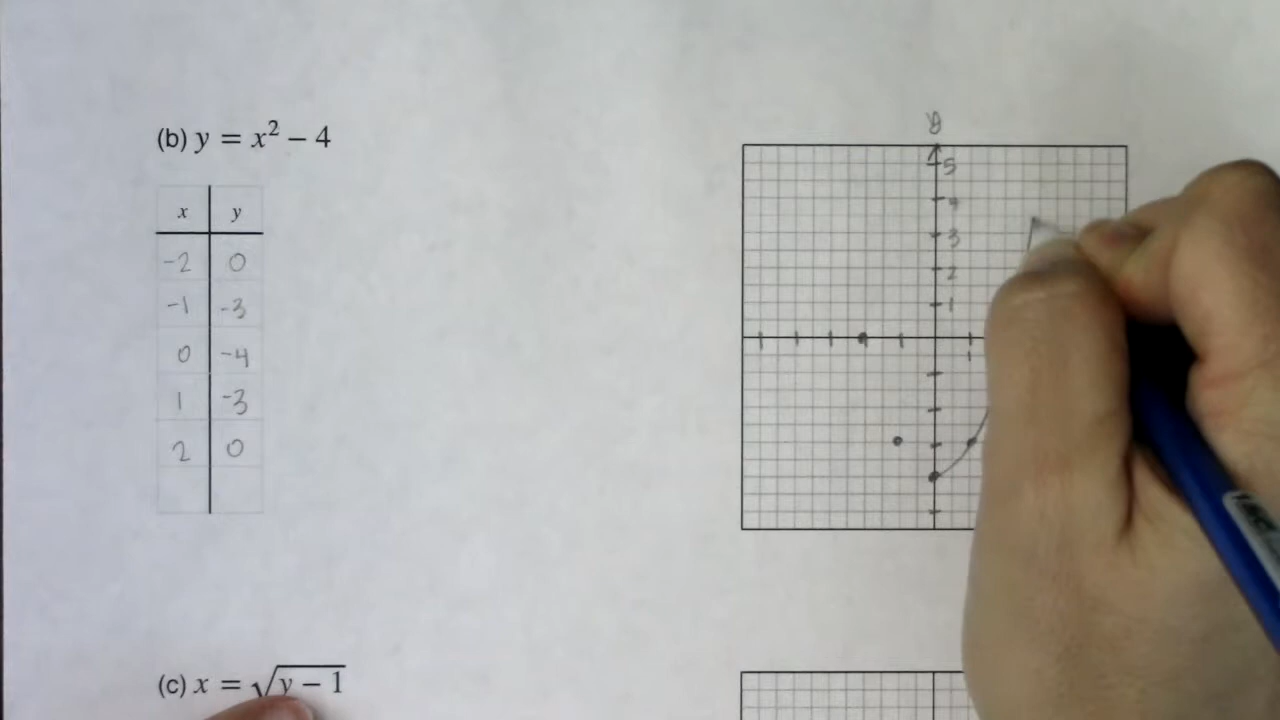 (b) y = x² − 4
x y
-2 0
-1 -3
0 -4
1 -3
2 0
y
5
4
3
2
1
1
(c) x = √(y − 1)
BIC